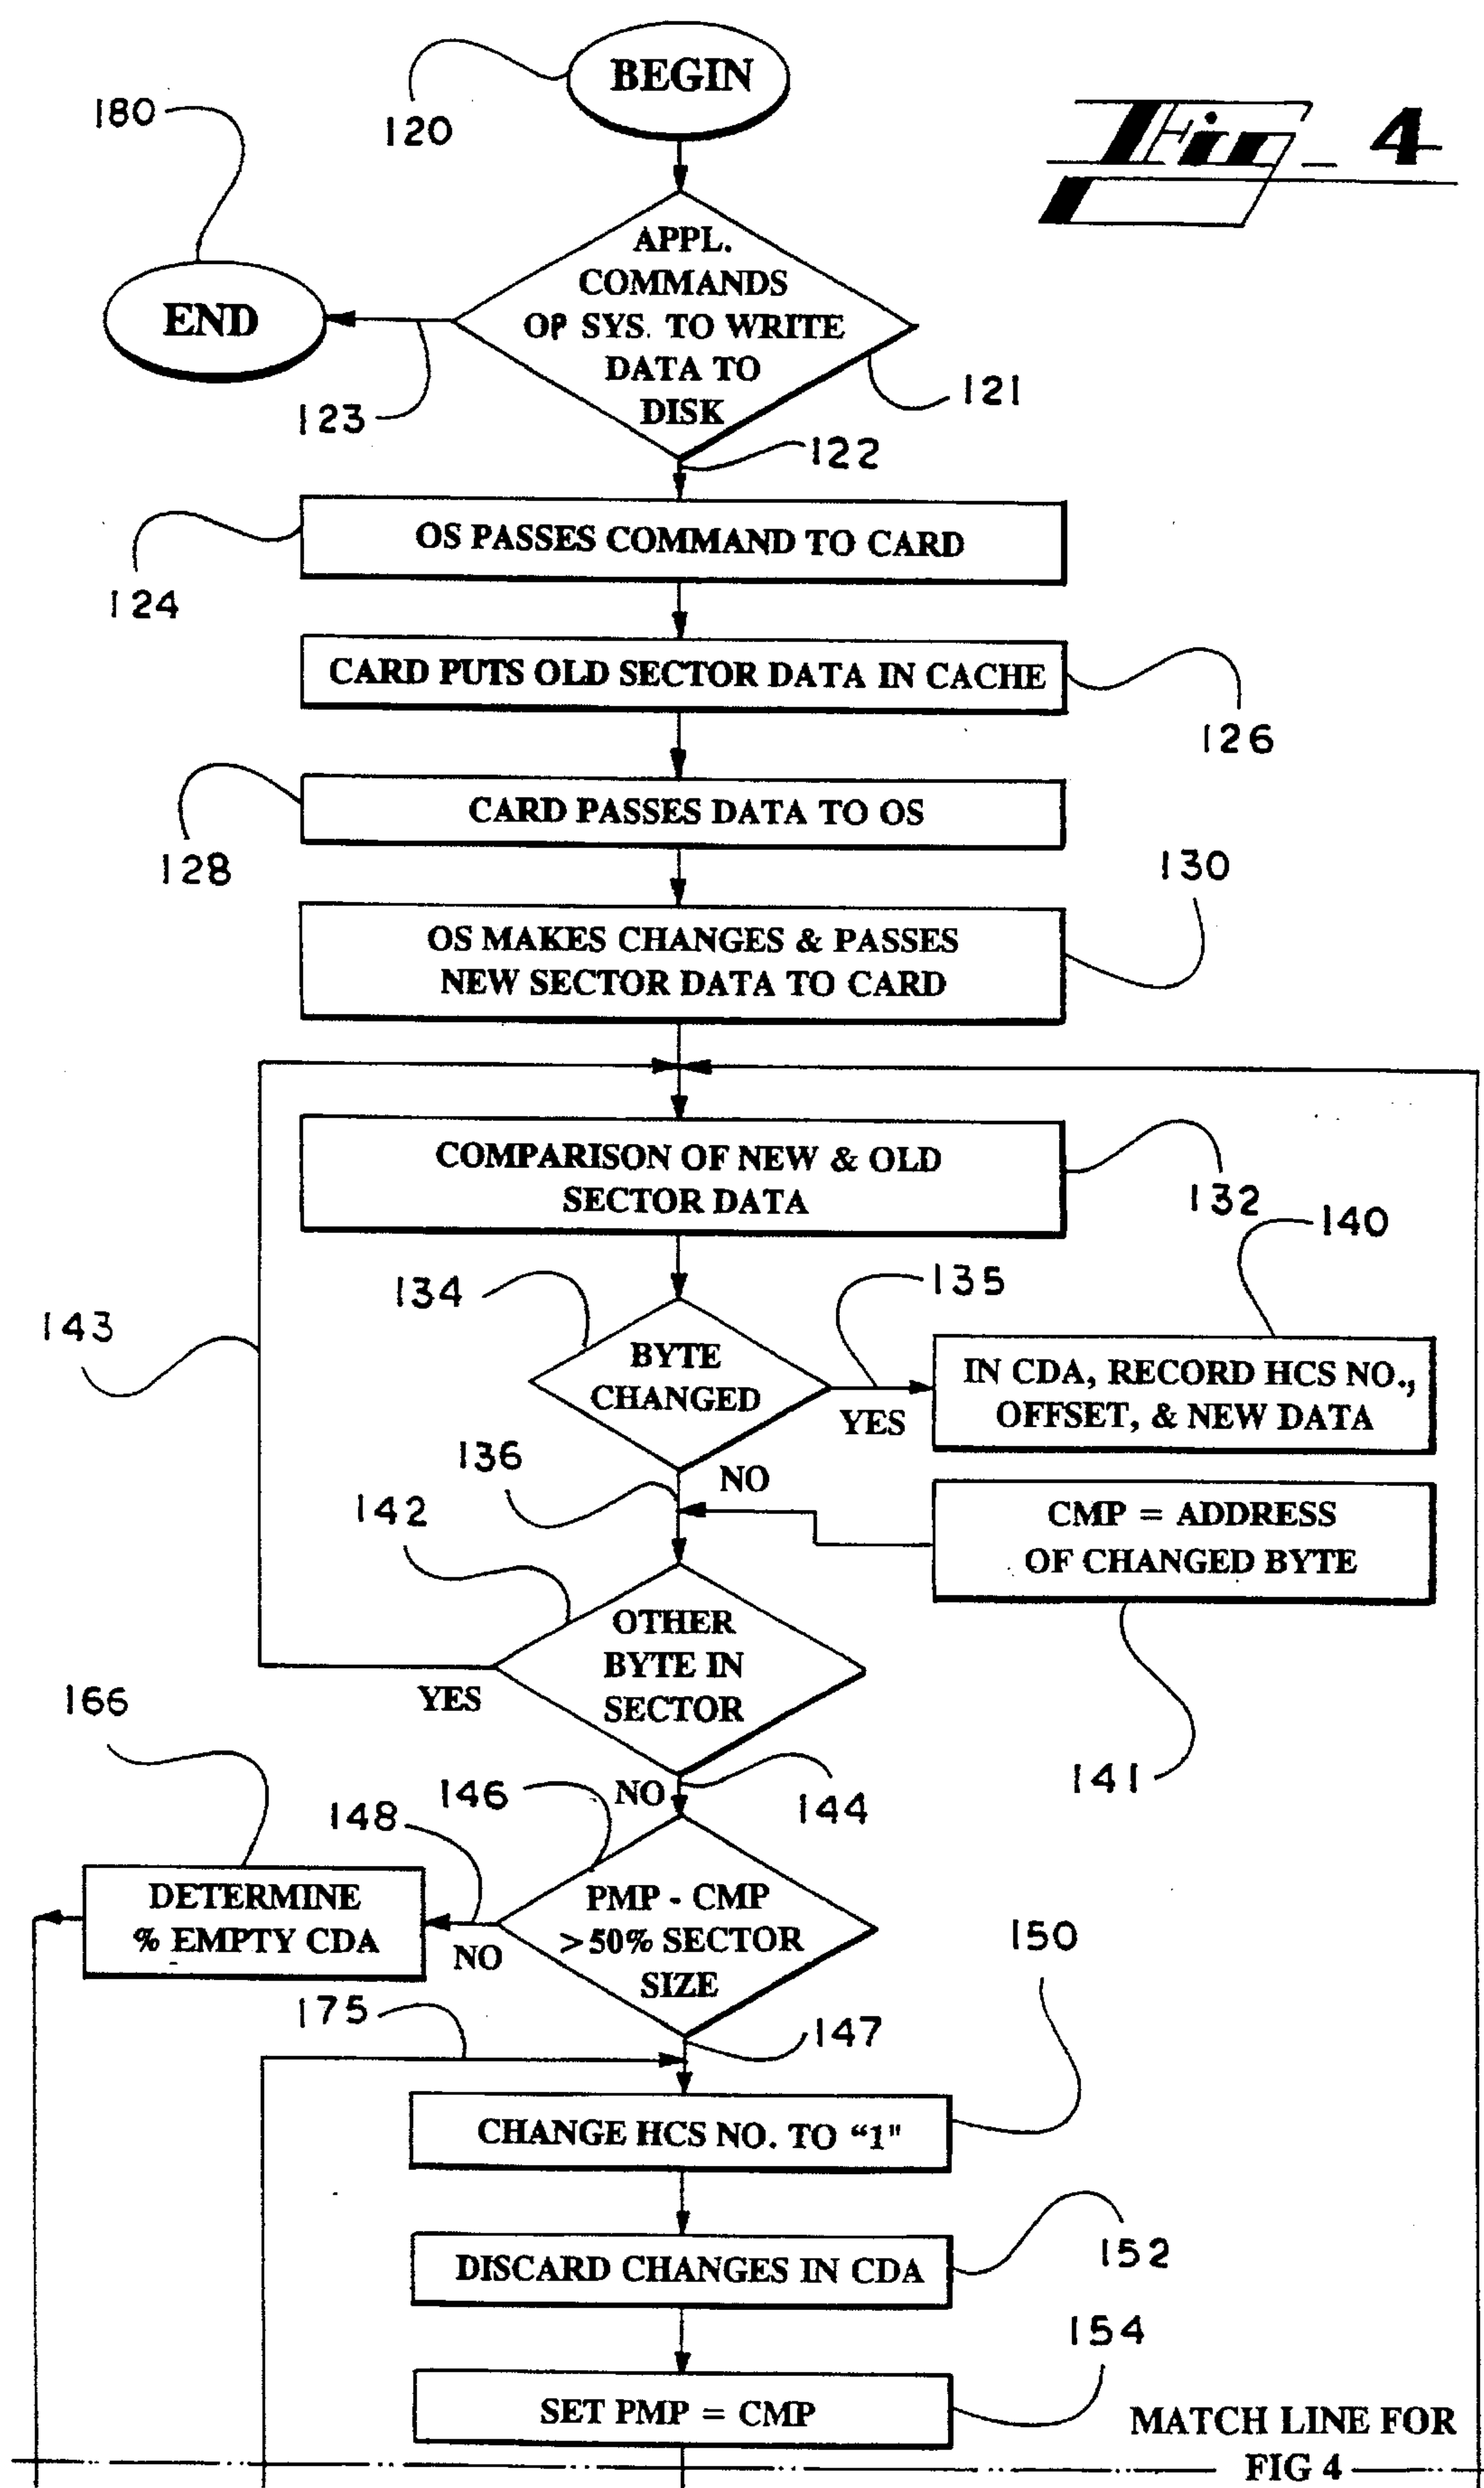 BEGIN
120
180
Fig_ 4
APPL.
COMMANDS
OP SYS. TO WRITE
DATA TO
DISK
END
123
121
122
OS PASSES COMMAND TO CARD
124
CARD PUTS OLD SECTOR DATA IN CACHE
126
CARD PASSES DATA TO OS
128
130
OS MAKES CHANGES & PASSES
NEW SECTOR DATA TO CARD
COMPARISON OF NEW & OLD
SECTOR DATA
132
140
134
135
143
BYTE
CHANGED
YES
IN CDA, RECORD HCS NO.,
OFFSET, & NEW DATA
136
NO
142
CMP = ADDRESS
OF CHANGED BYTE
OTHER
BYTE IN
SECTOR
YES
166
141
146
NO
144
148
DETERMINE
% EMPTY CDA
NO
PMP - CMP
>50% SECTOR
SIZE
150
175
147
CHANGE HCS NO. TO “1"
152
DISCARD CHANGES IN CDA
154
SET PMP = CMP
MATCH LINE FOR
FIG 4